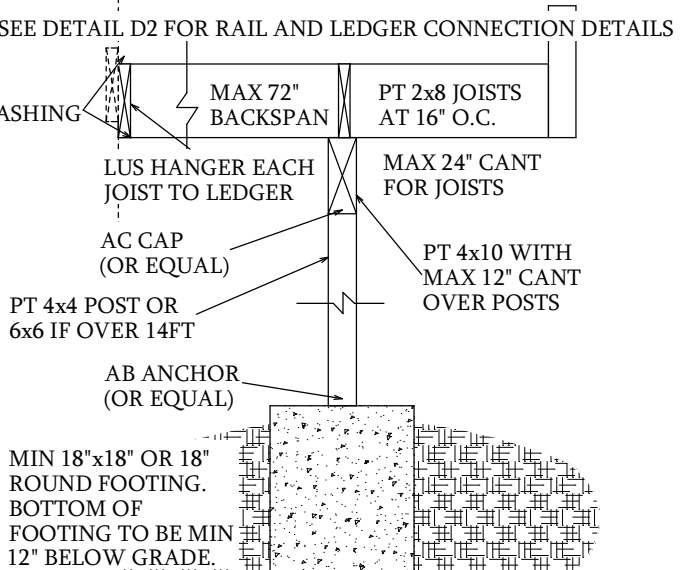 SEE DETAIL D2 FOR RAIL AND LEDGER CONNECTION DETAILS
ASHING
MAX 72"
BACKSPAN
PT 2x8 JOISTS
AT 16" O.C.
LUS HANGER EACH
JOIST TO LEDGER
MAX 24" CANT
FOR JOISTS
AC CAP
(OR EQUAL)
PT 4x10 WITH
MAX 12" CANT
OVER POSTS
PT 4x4 POST OR
6x6 IF OVER 14FT
AB ANCHOR
(OR EQUAL)
MIN 18"x18" OR 18"
ROUND FOOTING.
BOTTOM OF
FOOTING TO BE MIN
12" BELOW GRADE.